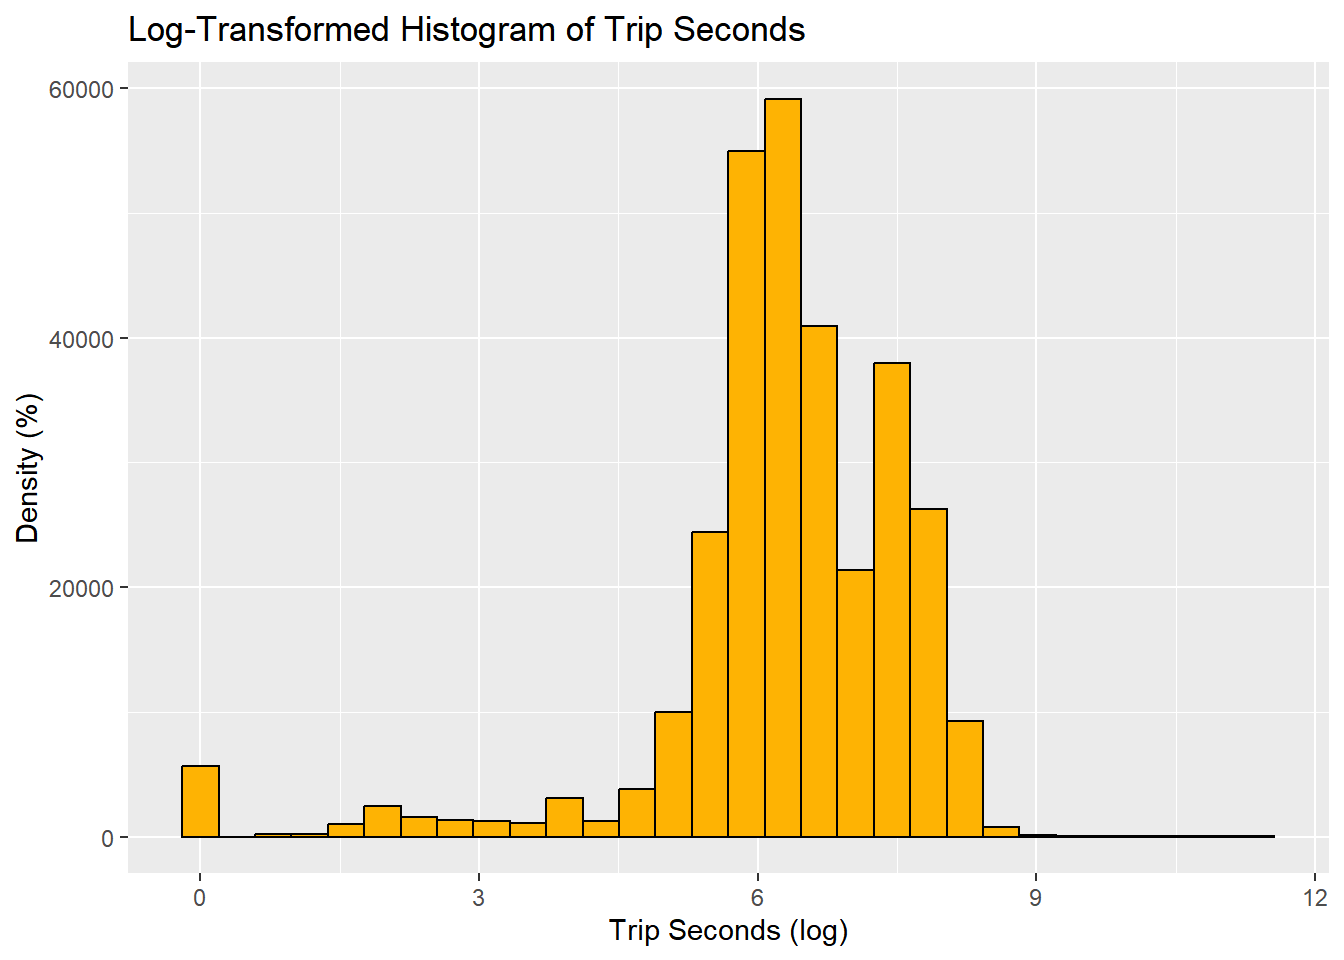 Log-Transformed Histogram of Trip Seconds
60000
40000
20000
0
Density (%)
0 3 6 9 12
Trip Seconds (log)